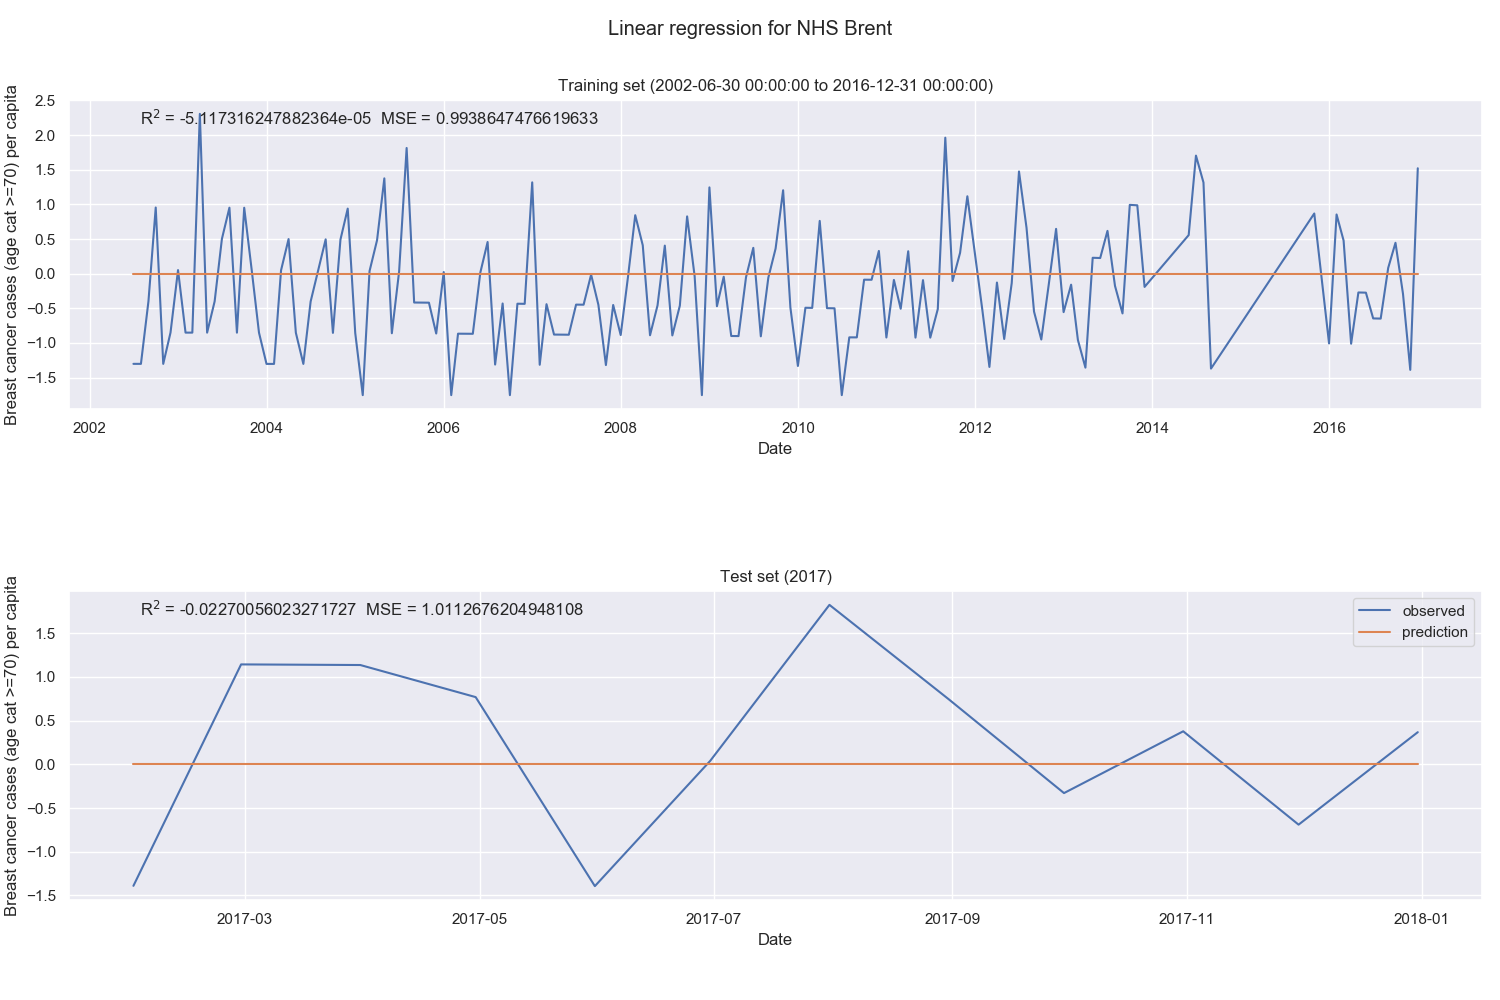 Linear regression for NHS Brent
Training set (2002-06-30 00:00:00 to 2016-12-31 00:00:00)
R² = -5.117316247882364e-05  MSE = 0.9938647476619633
Breast cancer cases (age cat >=70) per capita
2.5
2.0
1.5
1.0
0.5
0.0
−0.5
−1.0
−1.5
2002 2004 2006 2008 2010 2012 2014 2016
Date
Test set (2017)
R² = -0.02270056023271727  MSE = 1.0112676204948108
observed
prediction
Breast cancer cases (age cat >=70) per capita
1.5
1.0
0.5
0.0
−0.5
−1.0
−1.5
2017-03 2017-05 2017-07 2017-09 2017-11 2018-01
Date